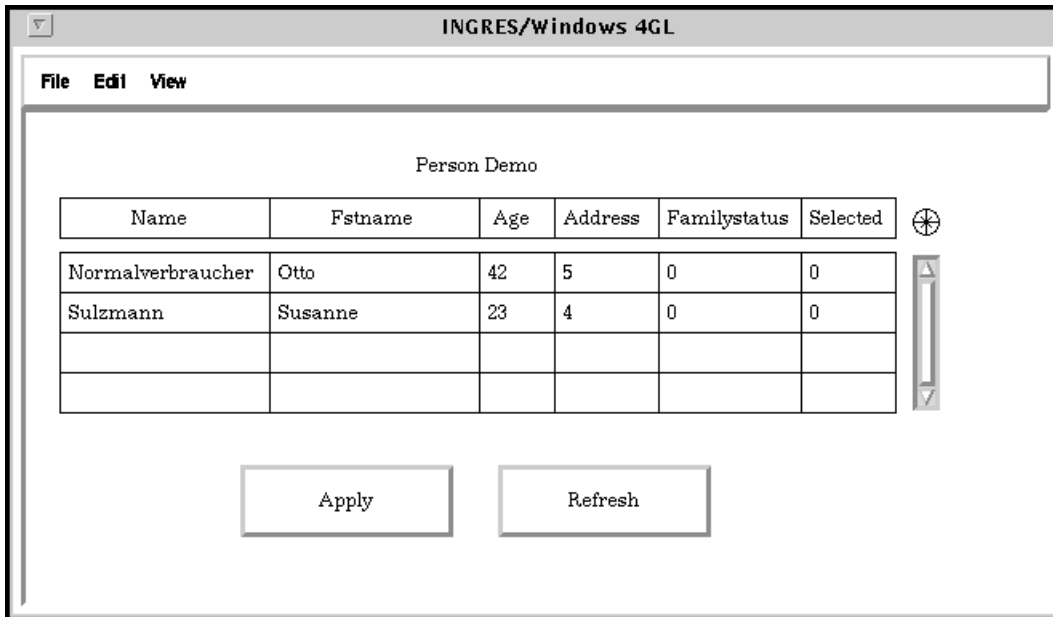 INGRES/Windows 4GL
File Edit View
Person Demo
Name Fstname Age Address Familystatus Selected
Normalverbraucher Otto 42 5 0 0
Sulzmann Susanne 23 4 0 0
Apply Refresh